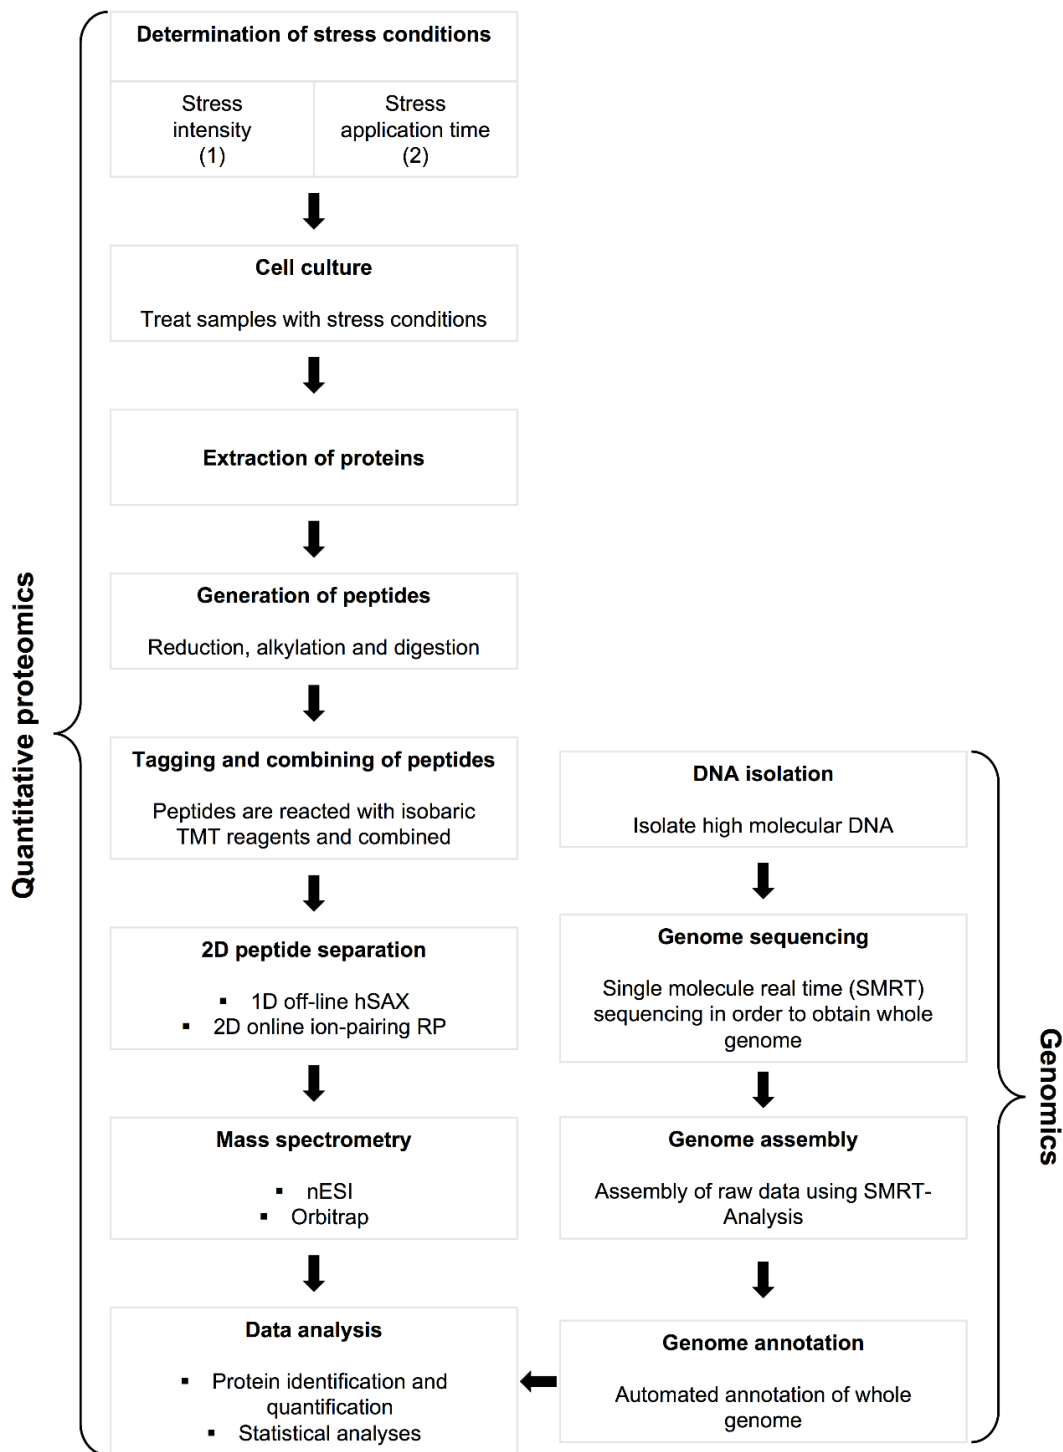 Quantitative proteomics
Determination of stress conditions
Stress
intensity
(1)
Stress
application time
(2)
Cell culture
Treat samples with stress conditions
Extraction of proteins
Generation of peptides
Reduction, alkylation and digestion
Tagging and combining of peptides
Peptides are reacted with isobaric
TMT reagents and combined
2D peptide separation
▪ 1D off-line hSAX
▪ 2D online ion-pairing RP
Mass spectrometry
▪ nESI
▪ Orbitrap
Data analysis
▪ Protein identification and
quantification
▪ Statistical analyses
DNA isolation
Isolate high molecular DNA
Genome sequencing
Single molecule real time (SMRT)
sequencing in order to obtain whole
genome
Genome assembly
Assembly of raw data using SMRT-
Analysis
Genome annotation
Automated annotation of whole
genome
Genomics